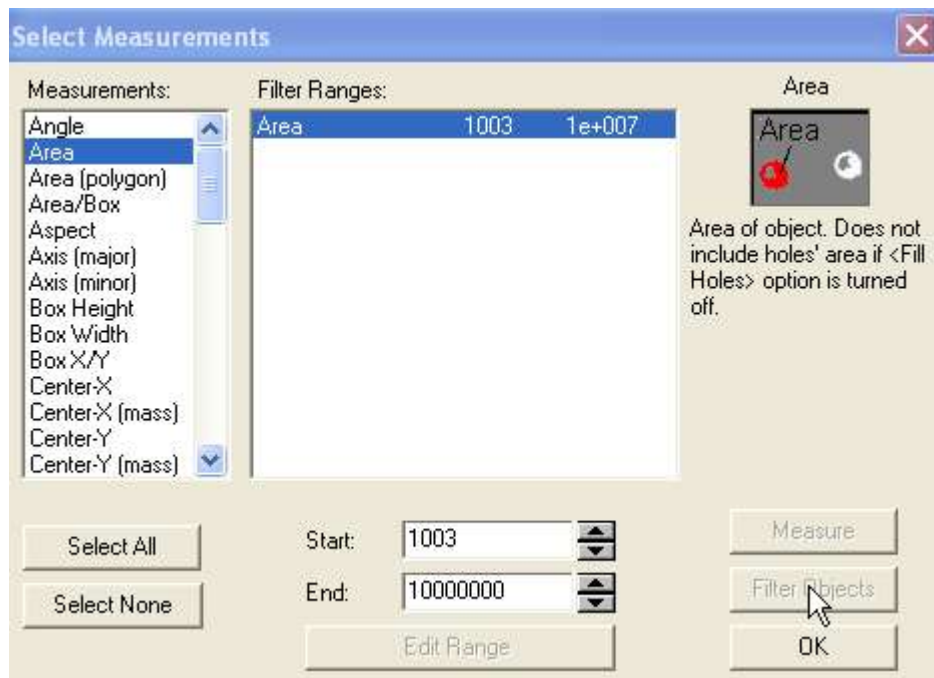 Select Measurements
Measurements:
Filter Ranges:
Area
Angle
Area
Area (polygon)
Area/Box
Aspect
Axis (major)
Axis (minor)
Box Height
Box Width
Box X/Y
Center-X
Center-X (mass)
Center-Y
Center-Y (mass)
Area 1003 1e+007
Area
Area of object. Does not
include holes' area if <Fill
Holes> option is turned
off.
Select All
Select None
Start: 1003
End: 10000000
Edit Range
Measure
Filter Objects
OK